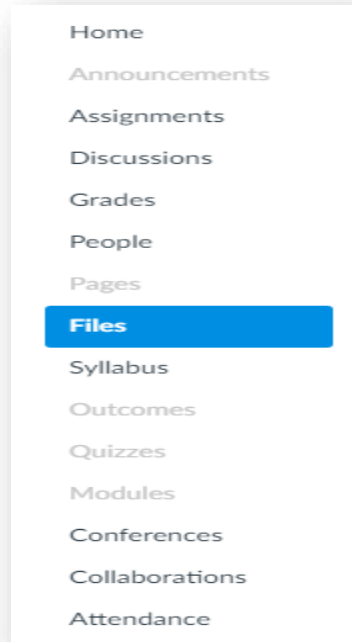 Home
Announcements
Assignments
Discussions
Grades
People
Pages
Files
Syllabus
Outcomes
Quizzes
Modules
Conferences
Collaborations
Attendance